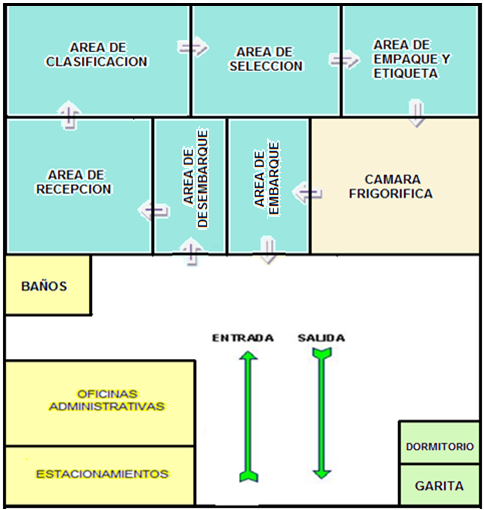 AREA DE
CLASIFICACION
AREA DE
SELECCION
AREA DE
EMPAQUE Y
ETIQUETA
AREA DE
RECEPCION
AREA DE
DESEMBARQUE
AREA DE
EMBARQUE
CAMARA
FRIGORIFICA
BAÑOS
ENTRADA
SALIDA
OFICINAS
ADMINISTRATIVAS
ESTACIONAMIENTOS
DORMITORIO
GARITA